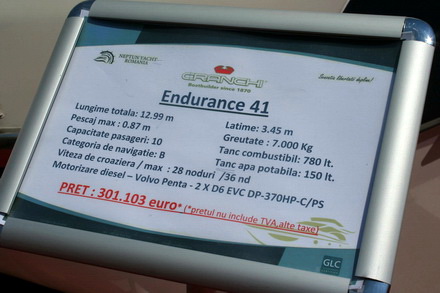 NEPTUN YACHT
ROMANIA
CRANCHI
Boatbuilder since 1870
Endurance 41
Lungime totala: 12.99 m
Latime: 3.45 m
Pescaj max : 0.87 m
Greutate : 7.000 Kg
Capacitate pasageri: 10
Tanc combustibil: 780 lt.
Categoria de navigatie: B
Tanc apa potabila: 150 lt.
Viteza de croaziera / max : 28 noduri /36 nd
Motorizare diesel – Volvo Penta - 2 X D6 EVC DP-370HP-C/PS
PRET : 301.103 euro* (*pretul nu include TVA,alte taxe)
GLC